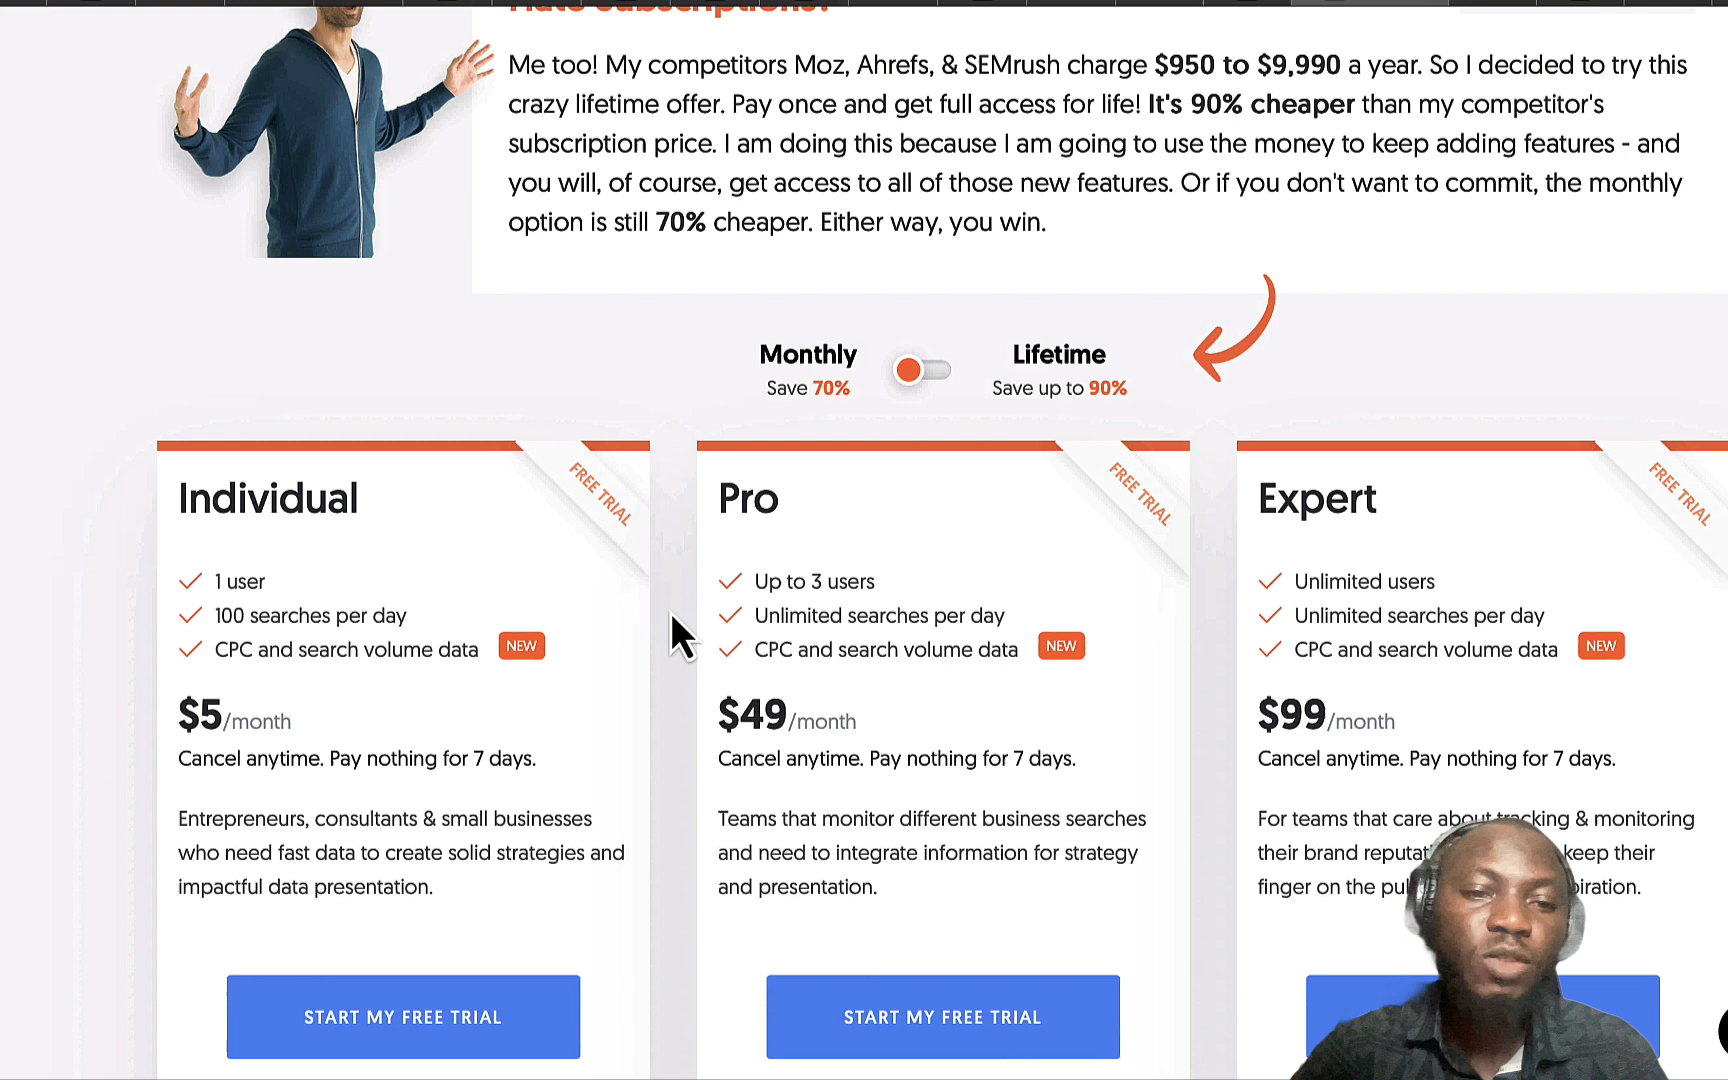 Hate Subscriptions?
Me too! My competitors Moz, Ahrefs, & SEMrush charge $950 to $9,990 a year. So I decided to try this
crazy lifetime offer. Pay once and get full access for life! It's 90% cheaper than my competitor's
subscription price. I am doing this because I am going to use the money to keep adding features - and
you will, of course, get access to all of those new features. Or if you don't want to commit, the monthly
option is still 70% cheaper. Either way, you win.
Monthly
Save 70%
Lifetime
Save up to 90%
FREE TRIAL
Individual
1 user
100 searches per day
CPC and search volume data NEW
$5/month
Cancel anytime. Pay nothing for 7 days.
Entrepreneurs, consultants & small businesses
who need fast data to create solid strategies and
impactful data presentation.
START MY FREE TRIAL
FREE TRIAL
Pro
Up to 3 users
Unlimited searches per day
CPC and search volume data NEW
$49/month
Cancel anytime. Pay nothing for 7 days.
Teams that monitor different business searches
and need to integrate information for strategy
and presentation.
START MY FREE TRIAL
FREE TRIAL
Expert
Unlimited users
Unlimited searches per day
CPC and search volume data NEW
$99/month
Cancel anytime. Pay nothing for 7 days.
For teams that care about tracking & monitoring
their brand keep their
finger on the